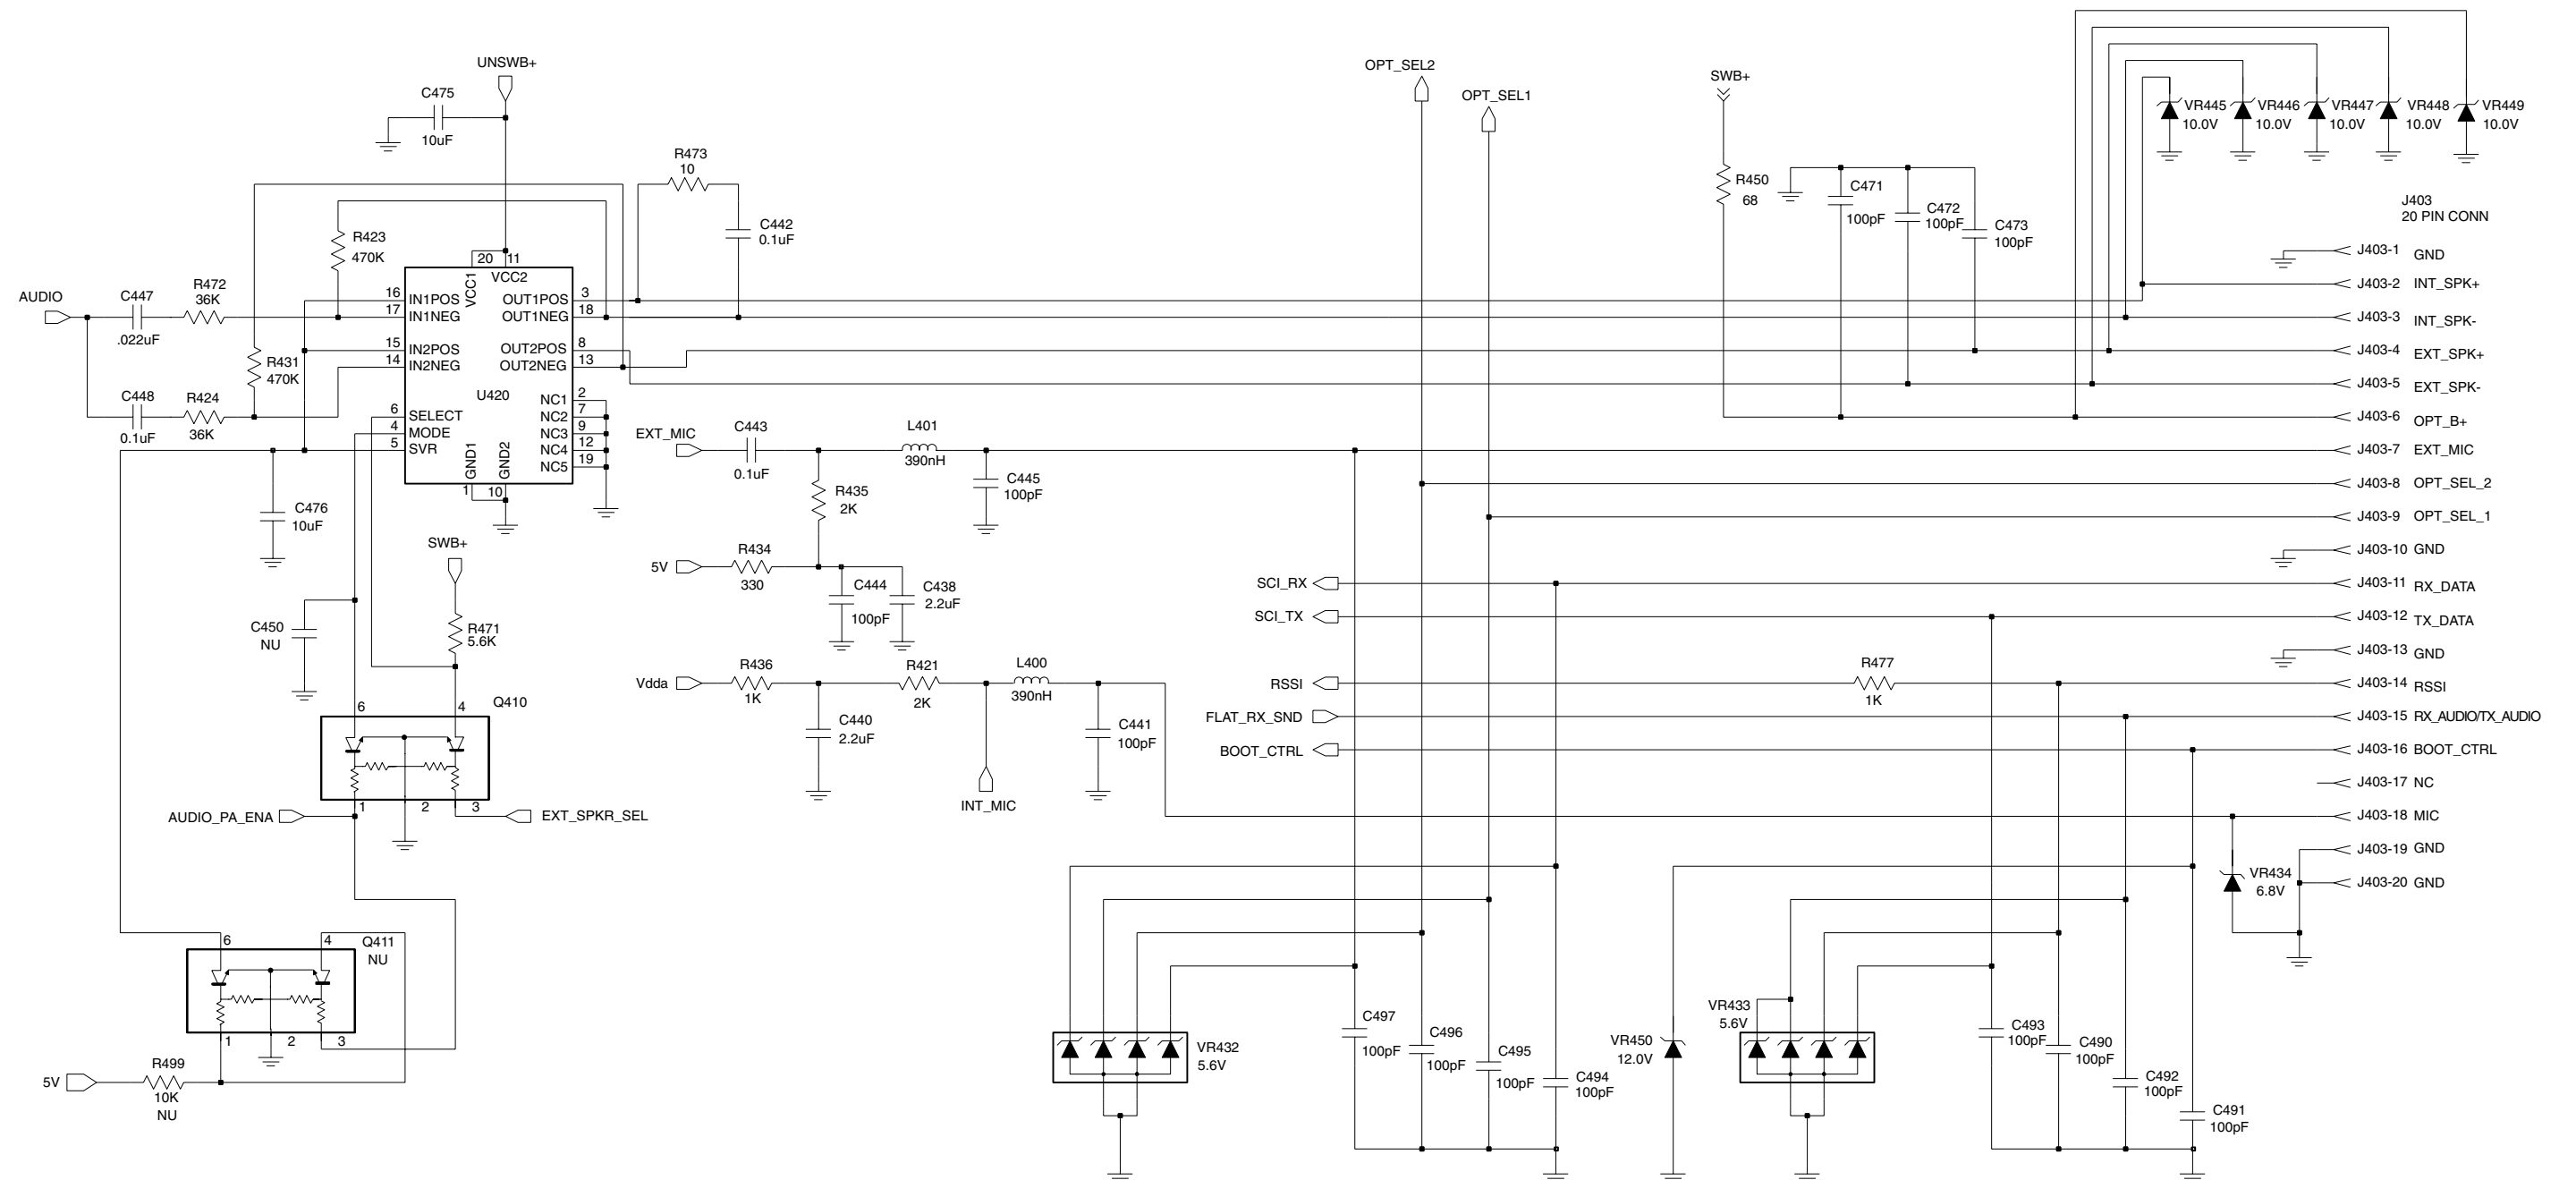 UNSWB+
C475
10uF
R473
10
C442
0.1uF
R423
470K
AUDIO
C447
.022uF
R472
36K
R431
470K
C448
0.1uF
R424
36K
20
11
VCC1
VCC2
16
IN1POS
17
IN1NEG
15
IN2POS
14
IN2NEG
6
SELECT
4
MODE
5
SVR
U420
GND1
GND2
1
10
OUT1POS
3
OUT1NEG
18
OUT2POS
8
OUT2NEG
13
NC1
2
NC2
7
NC3
9
NC4
12
NC5
19
C476
10uF
SWB+
R471
5.6K
C450
NU
Q410
6
4
1
2
3
AUDIO_PA_ENA
EXT_SPKR_SEL
Q411
NU
6
4
1
2
3
5V
R499
10K
NU
EXT_MIC
C443
0.1uF
L401
390nH
R435
2K
C445
100pF
5V
R434
330
C444
100pF
C438
2.2uF
Vdda
R436
1K
R421
2K
L400
390nH
C440
2.2uF
C441
100pF
INT_MIC
OPT_SEL2
OPT_SEL1
SWB+
R450
68
C471
100pF
C472
100pF
C473
100pF
VR445
10.0V
VR446
10.0V
VR447
10.0V
VR448
10.0V
VR449
10.0V
J403
20 PIN CONN
J403-1 GND
J403-2 INT_SPK+
J403-3 INT_SPK-
J403-4 EXT_SPK+
J403-5 EXT_SPK-
J403-6 OPT_B+
J403-7 EXT_MIC
J403-8 OPT_SEL_2
J403-9 OPT_SEL_1
J403-10 GND
J403-11 RX_DATA
J403-12 TX_DATA
J403-13 GND
J403-14 RSSI
J403-15 RX_AUDIO/TX_AUDIO
J403-16 BOOT_CTRL
J403-17 NC
J403-18 MIC
J403-19 GND
J403-20 GND
SCI_RX
SCI_TX
RSSI
FLAT_RX_SND
BOOT_CTRL
R477
1K
VR434
6.8V
VR432
5.6V
C497
100pF
C496
100pF
C495
100pF
C494
100pF
VR450
12.0V
VR433
5.6V
C493
100pF
C490
100pF
C492
100pF
C491
100pF